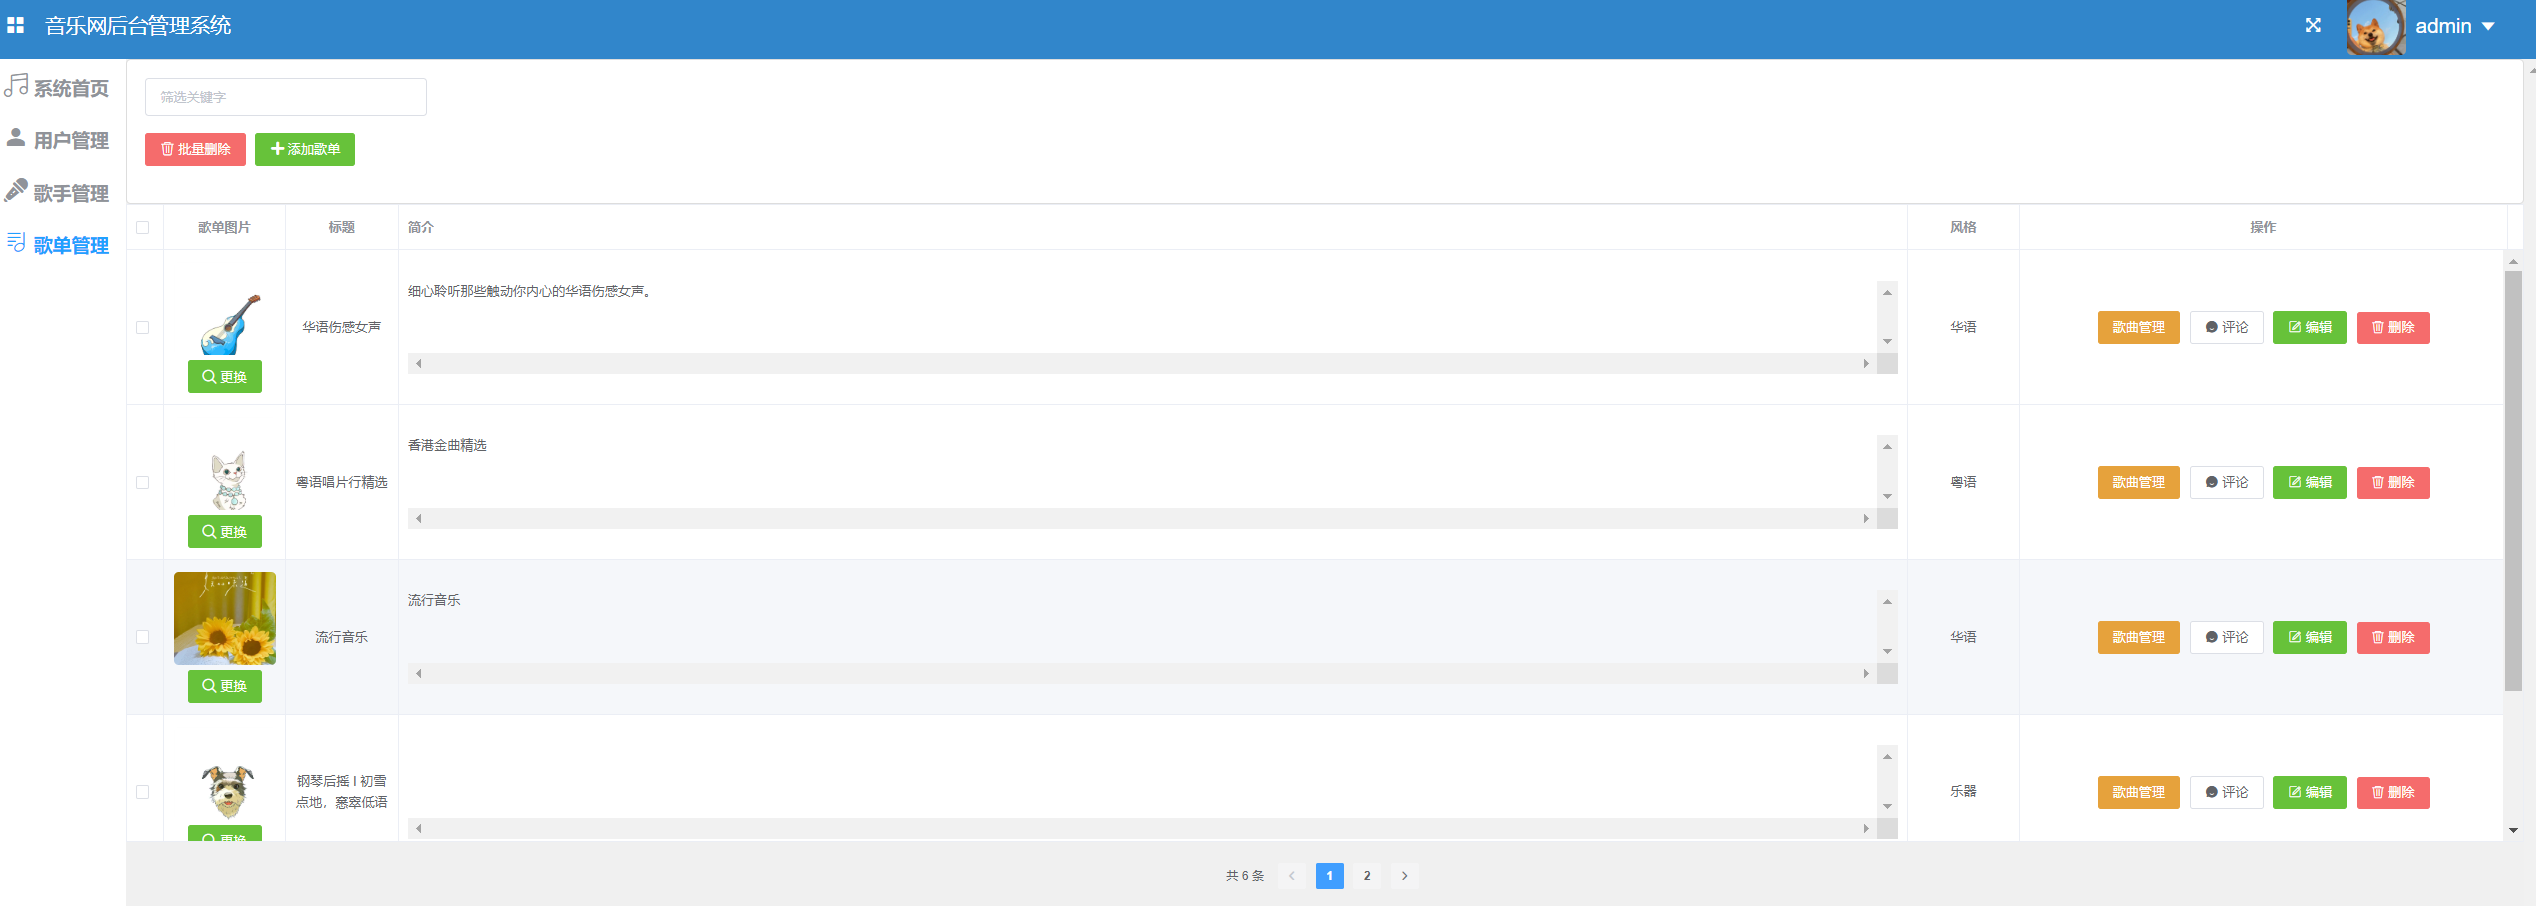 音乐网后台管理系统
admin
系统首页
用户管理
歌手管理
歌单管理
筛选关键字
批量删除
添加歌单
歌单图片 标题 简介 风格 操作
更换
华语伤感女声
细心聆听那些触动你内心的华语伤感女声。
华语
歌曲管理 评论 编辑 删除
更换
粤语唱片行精选
香港金曲精选
粤语
歌曲管理 评论 编辑 删除
更换
流行音乐
流行音乐
华语
歌曲管理 评论 编辑 删除
更换
钢琴后摇 l 初雪
点地，窸窣低语
乐器
歌曲管理 评论 编辑 删除
共 6 条 1 2